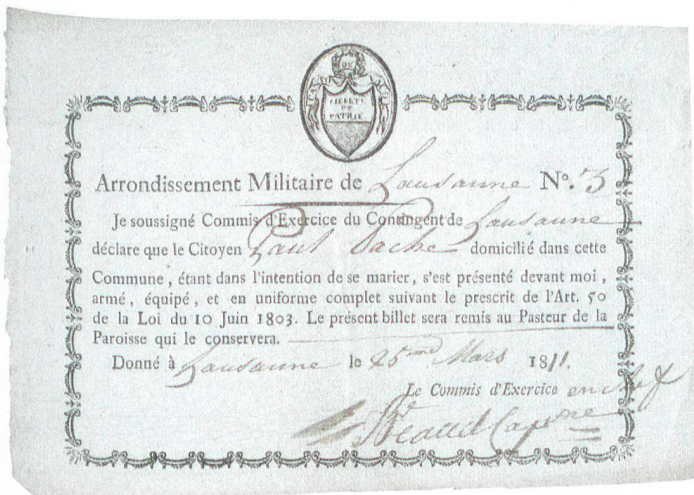 LIBERTÉ
ET
PATRIE
Arrondissement Militaire de Lausanne N°. 3
Je soussigné Commis d'Exercice du Contingent de Lausanne
déclare que le Citoyen Paul Vache domicilié dans cette
Commune, étant dans l'intention de se marier, s'est présenté devant moi,
armé, équipé, et en uniforme complet suivant le prescrit de l'Art. 50
de la Loi du 10 Juin 1803. Le présent billet sera remis au Pasteur de la
Paroisse qui le conservera.
Donné à Lausanne le 25me Mars 1811.
Le Commis d'Exercice en chef